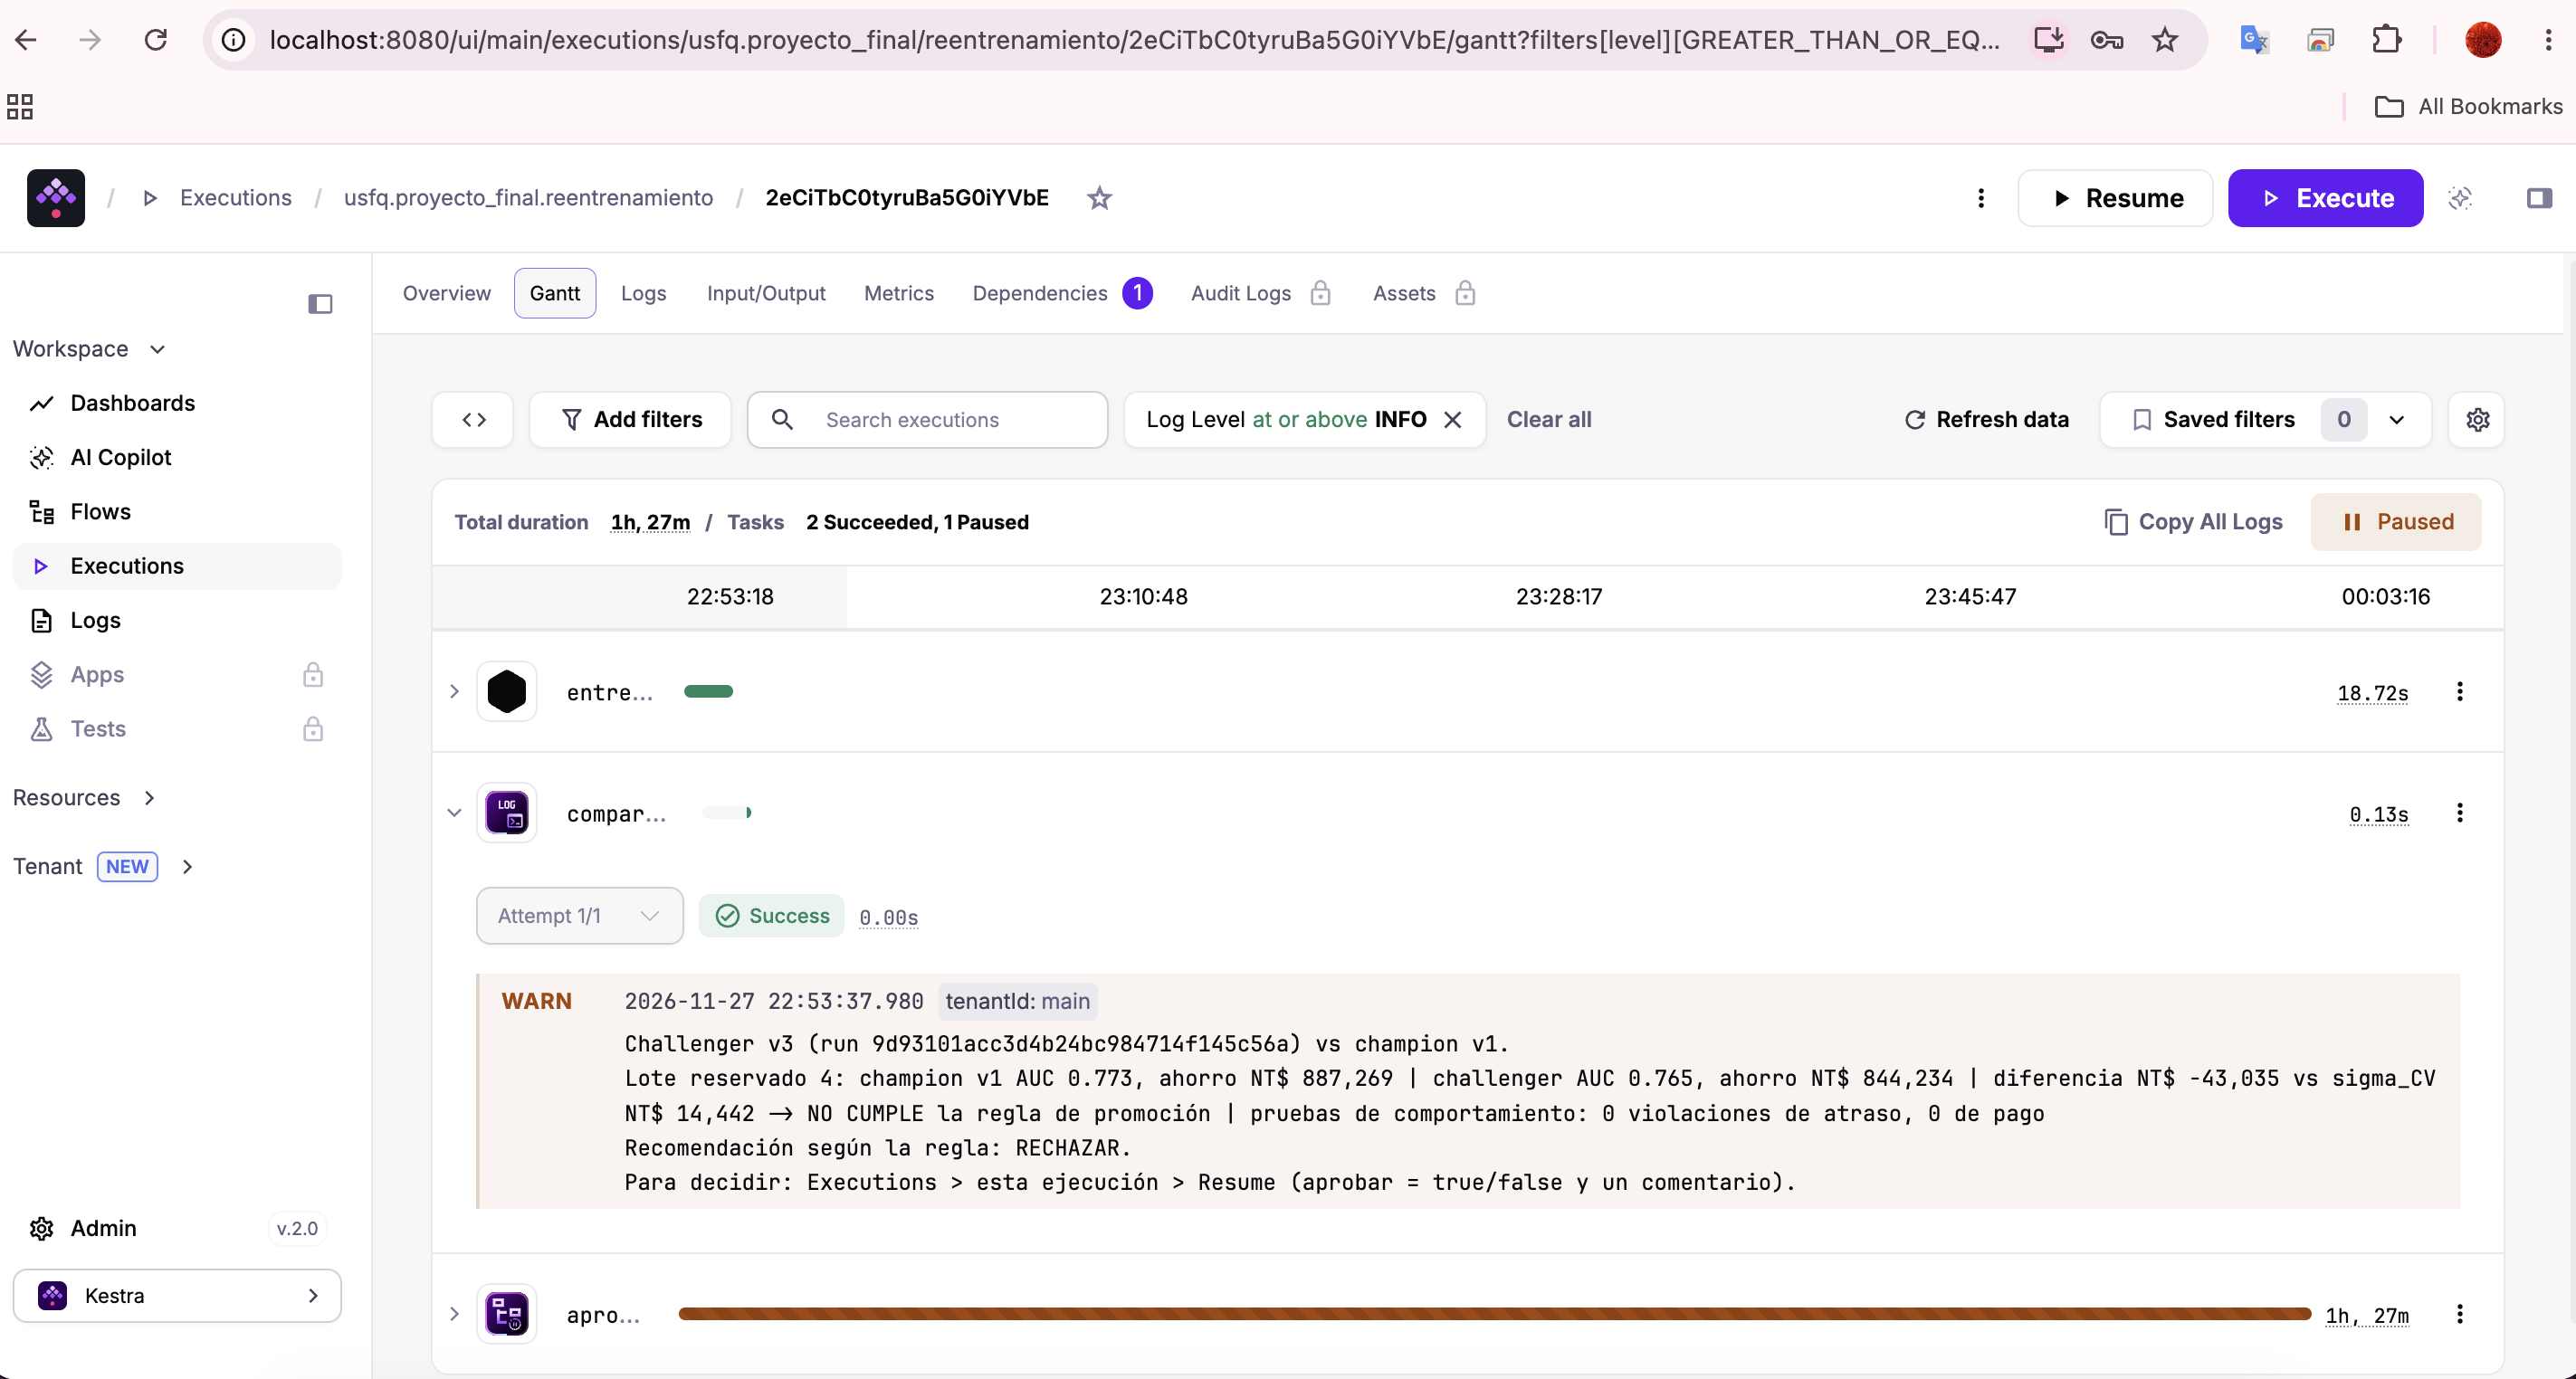 localhost:8080/ui/main/executions/usfq.proyecto_final/reentrenamiento/2eCiTbC0tyruBa5G0iYVbE/gantt?filters[level][GREATER_THAN_OR_EQ...
All Bookmarks
/ Executions / usfq.proyecto_final.reentrenamiento / 2eCiTbC0tyruBa5G0iYVbE
Resume
Execute
Overview
Gantt
Logs
Input/Output
Metrics
Dependencies 1
Audit Logs
Assets
Workspace
Dashboards
AI Copilot
Flows
Executions
Logs
Apps
Tests
Resources
Tenant NEW
Admin v.2.0
Kestra
Add filters
Search executions
Log Level at or above INFO
Clear all
Refresh data
Saved filters 0
Total duration 1h, 27m / Tasks 2 Succeeded, 1 Paused
Copy All Logs
Paused
22:53:18 23:10:48 23:28:17 23:45:47 00:03:16
entre... 18.72s
LOG
compar... 0.13s
Attempt 1/1 Success 0.00s
WARN 2026-11-27 22:53:37.980 tenantId: main
Challenger v3 (run 9d93101acc3d4b24bc984714f145c56a) vs champion v1.
Lote reservado 4: champion v1 AUC 0.773, ahorro NT$ 887,269 | challenger AUC 0.765, ahorro NT$ 844,234 | diferencia NT$ -43,035 vs sigma_CV
NT$ 14,442 → NO CUMPLE la regla de promoción | pruebas de comportamiento: 0 violaciones de atraso, 0 de pago
Recomendación según la regla: RECHAZAR.
Para decidir: Executions > esta ejecución > Resume (aprobar = true/false y un comentario).
apro... 1h, 27m